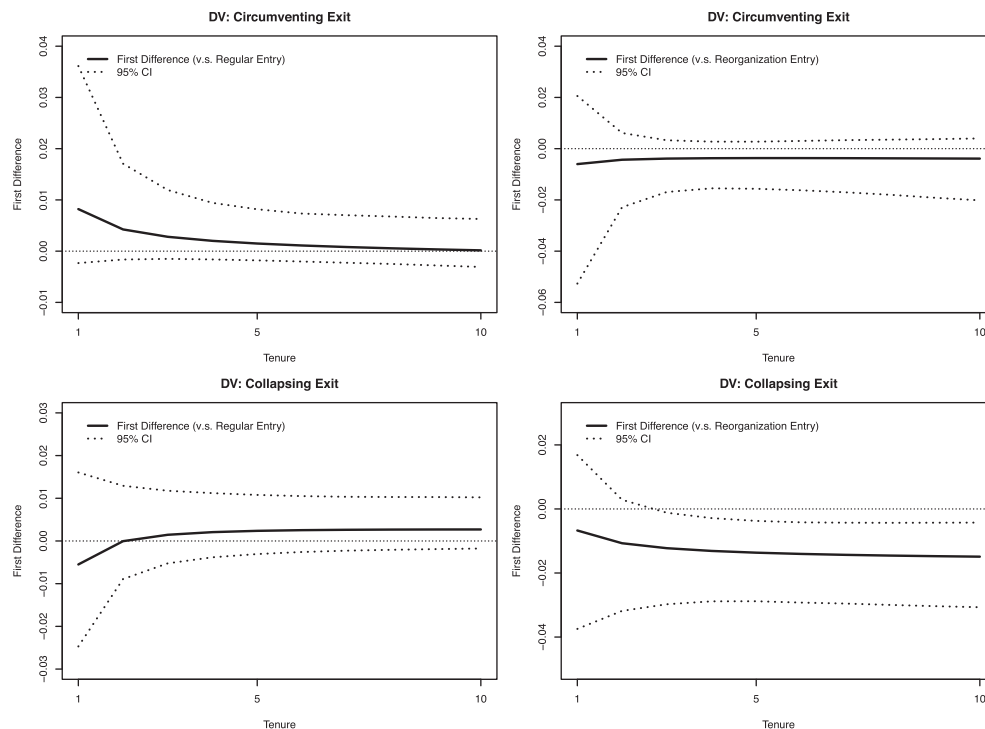 DV: Circumventing Exit
First Difference
0.04
0.03
0.02
0.01
0.00
−0.01
First Difference (v.s. Regular Entry)
95% CI
1
5
10
Tenure
DV: Circumventing Exit
First Difference
0.04
0.02
0.00
−0.02
−0.04
−0.06
First Difference (v.s. Reorganization Entry)
95% CI
1
5
10
Tenure
DV: Collapsing Exit
First Difference
0.03
0.02
0.01
0.00
−0.01
−0.02
−0.03
First Difference (v.s. Regular Entry)
95% CI
1
5
10
Tenure
DV: Collapsing Exit
First Difference
0.02
0.00
−0.02
−0.04
First Difference (v.s. Reorganization Entry)
95% CI
1
5
10
Tenure